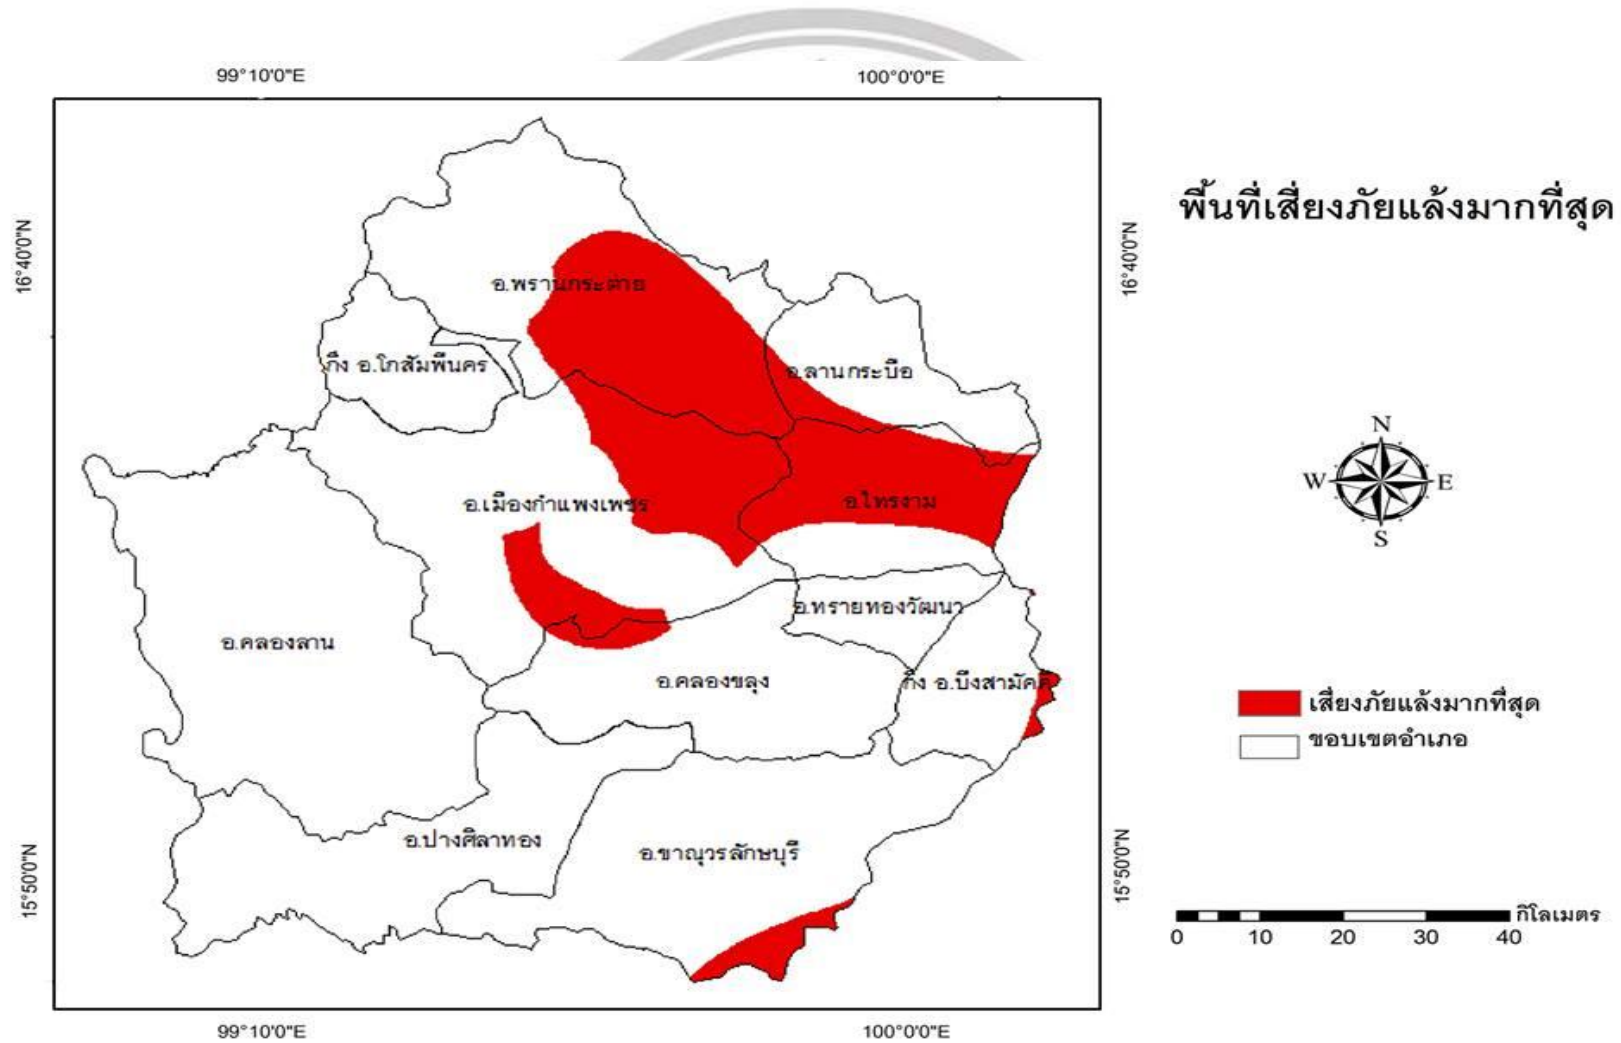 99°10'0"E 100°0'0"E
พื้นที่เสี่ยงภัยแล้งมากที่สุด
16°40'0"N 16°40'0"N
อ.พรานกระต่าย
กิ่ง อ.โกสัมพีนคร
อ.ลานกระบือ
N
W E
S
อ.เมืองกำแพงเพชร
อ.ไทรงาม
อ.ทรายทองวัฒนา
อ.คลองลาน
อ.คลองขลุง
กิ่ง อ.บึงสามัคคี
เสี่ยงภัยแล้งมากที่สุด
ขอบเขตอำเภอ
อ.ปางศิลาทอง
อ.ขาณุวรลักษบุรี
15°50'0"N 15°50'0"N
กิโลเมตร
0 10 20 30 40
99°10'0"E 100°0'0"E